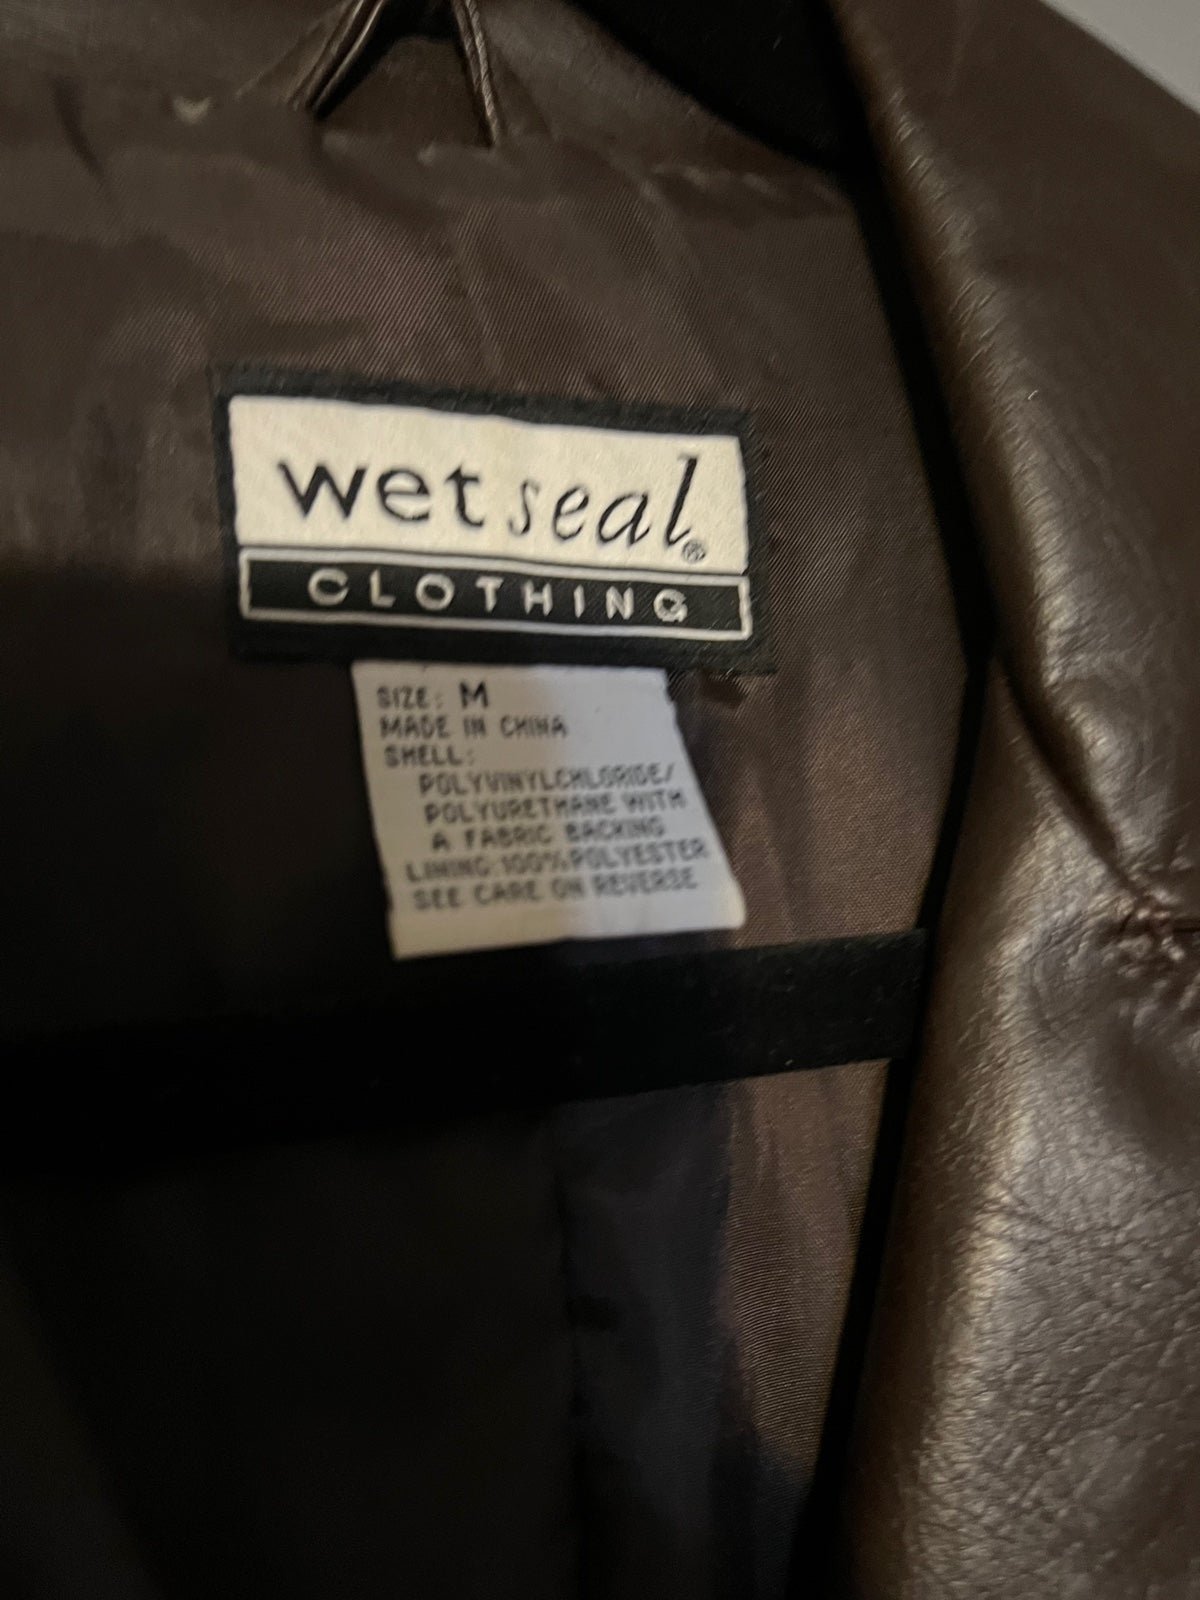 wet seal®
CLOTHING
SIZE: M
MADE IN CHINA
SHELL:
POLYVINYLCHLORIDE/
POLYURETHANE WITH
A FABRIC BACKING
LINING:100%POLYESTER
SEE CARE ON REVERSE